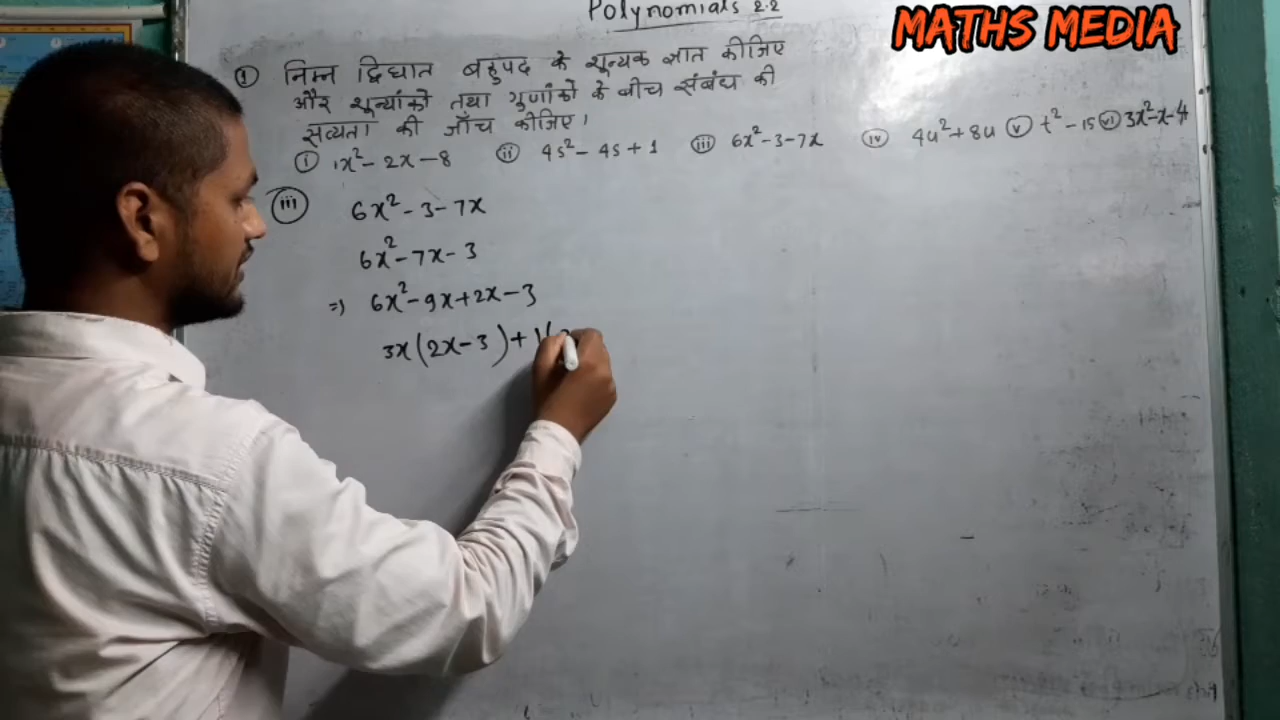 Polynomials 2.2
MATHS MEDIA
① निम्न द्विघात बहुपद के शून्यक ज्ञात कीजिए
और शून्यांको तथा गुणांको के बीच संबंध की
सत्यता की जाँच कीजिए।
ⓘ 1x² - 2x - 8 ⓘⓘ 4s² - 4s + 1 ⓘⓘⓘ 6x² - 3 - 7x ⓘⓥ 4u² + 8u ⓥ t² - 15 ⓥⓘ 3x² - x - 4
ⓘⓘⓘ 6x² - 3 - 7x
6x² - 7x - 3
=> 6x² - 9x + 2x - 3
3x(2x - 3) + 1(